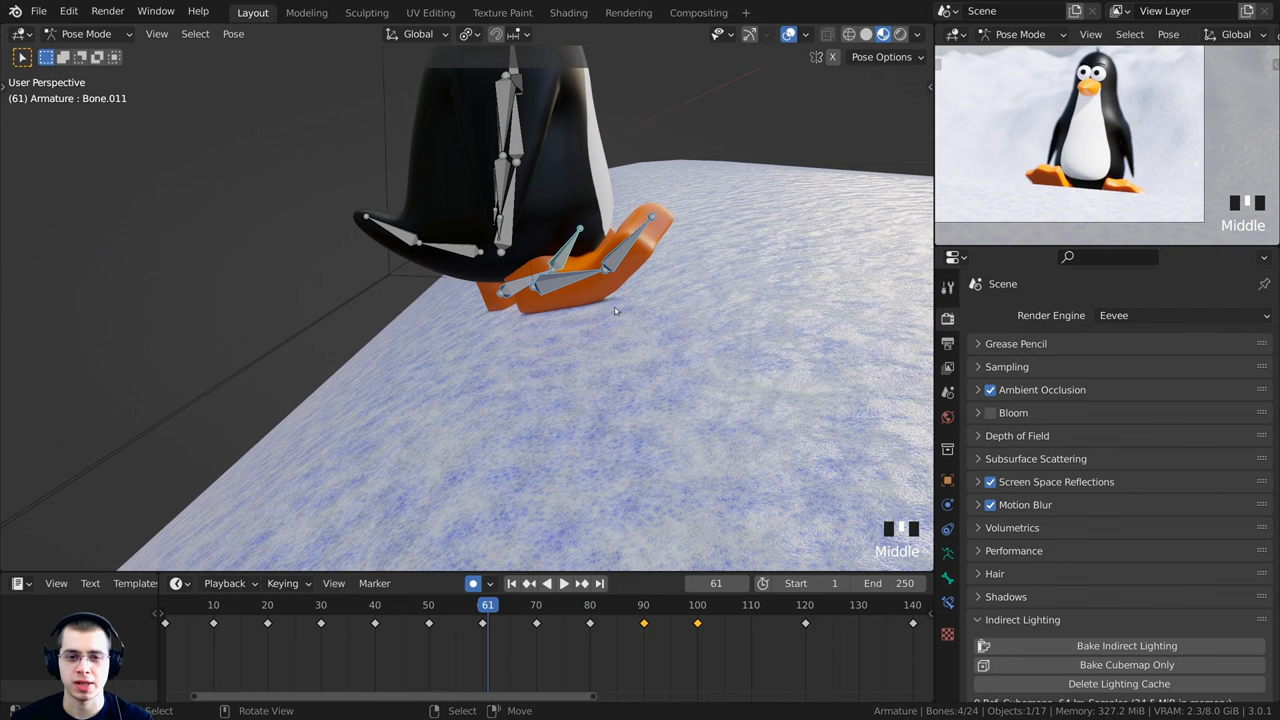 File Edit Render Window Help Layout Modeling Sculpting UV Editing Texture Paint Shading Rendering Compositing + Scene View Layer
Pose Mode View Select Pose Global Pose Mode View Select Pose Global
X Pose Options
User Perspective
(61) Armature : Bone.011
Middle
Scene
Render Engine Eevee
Grease Pencil
Sampling
Ambient Occlusion
Bloom
Depth of Field
Subsurface Scattering
Screen Space Reflections
Motion Blur
Volumetrics
Middle
Performance
Hair
View Text Templates Playback Keying View Marker 61 Start 1 End 250
Shadows
10 20 30 40 50 61 70 80 90 100 110 120 130 140
Indirect Lighting
Bake Indirect Lighting
Bake Cubemap Only
Delete Lighting Cache
Select Rotate View Select Move Armature | Bones:4/24 | Objects:1/17 | Memory: 327.2 MiB | VRAM: 2.3/8.0 GiB | 3.0.1